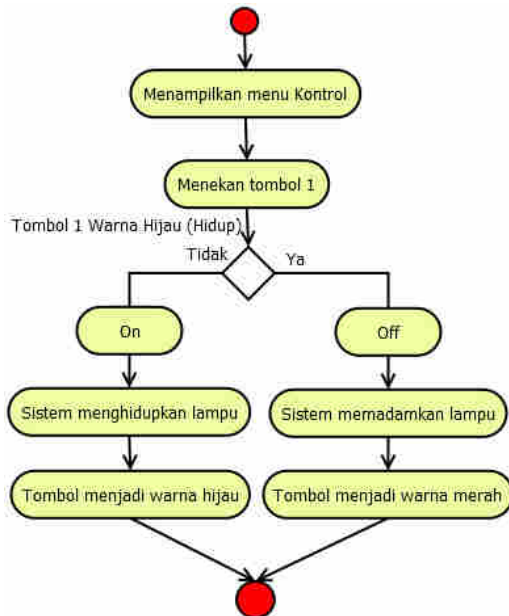 Menampilkan menu Kontrol
Menekan tombol 1
Tombol 1 Warna Hijau (Hidup)
Tidak
Ya
On
Off
Sistem menghidupkan lampu
Sistem memadamkan lampu
Tombol menjadi warna hijau
Tombol menjadi warna merah